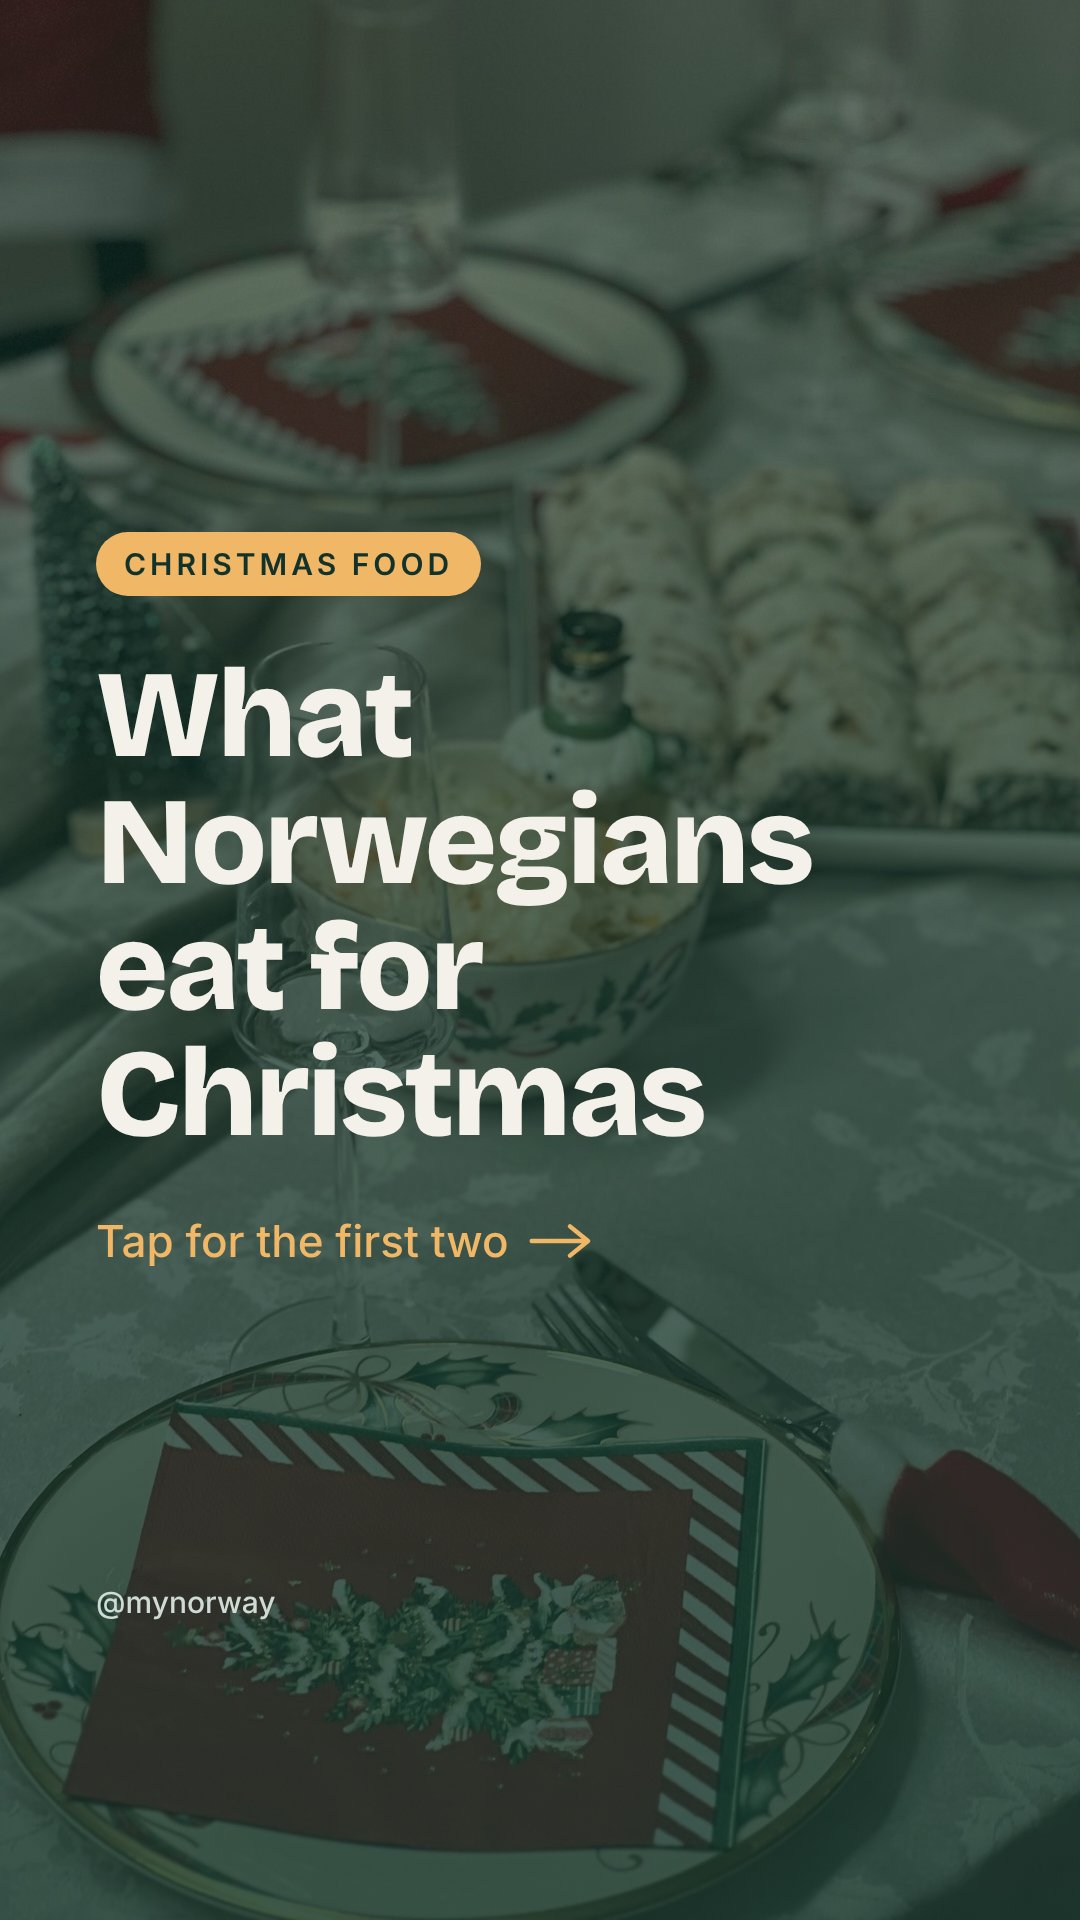 CHRISTMAS FOOD
What
Norwegians
eat for
Christmas
Tap for the first two →
@mynorway